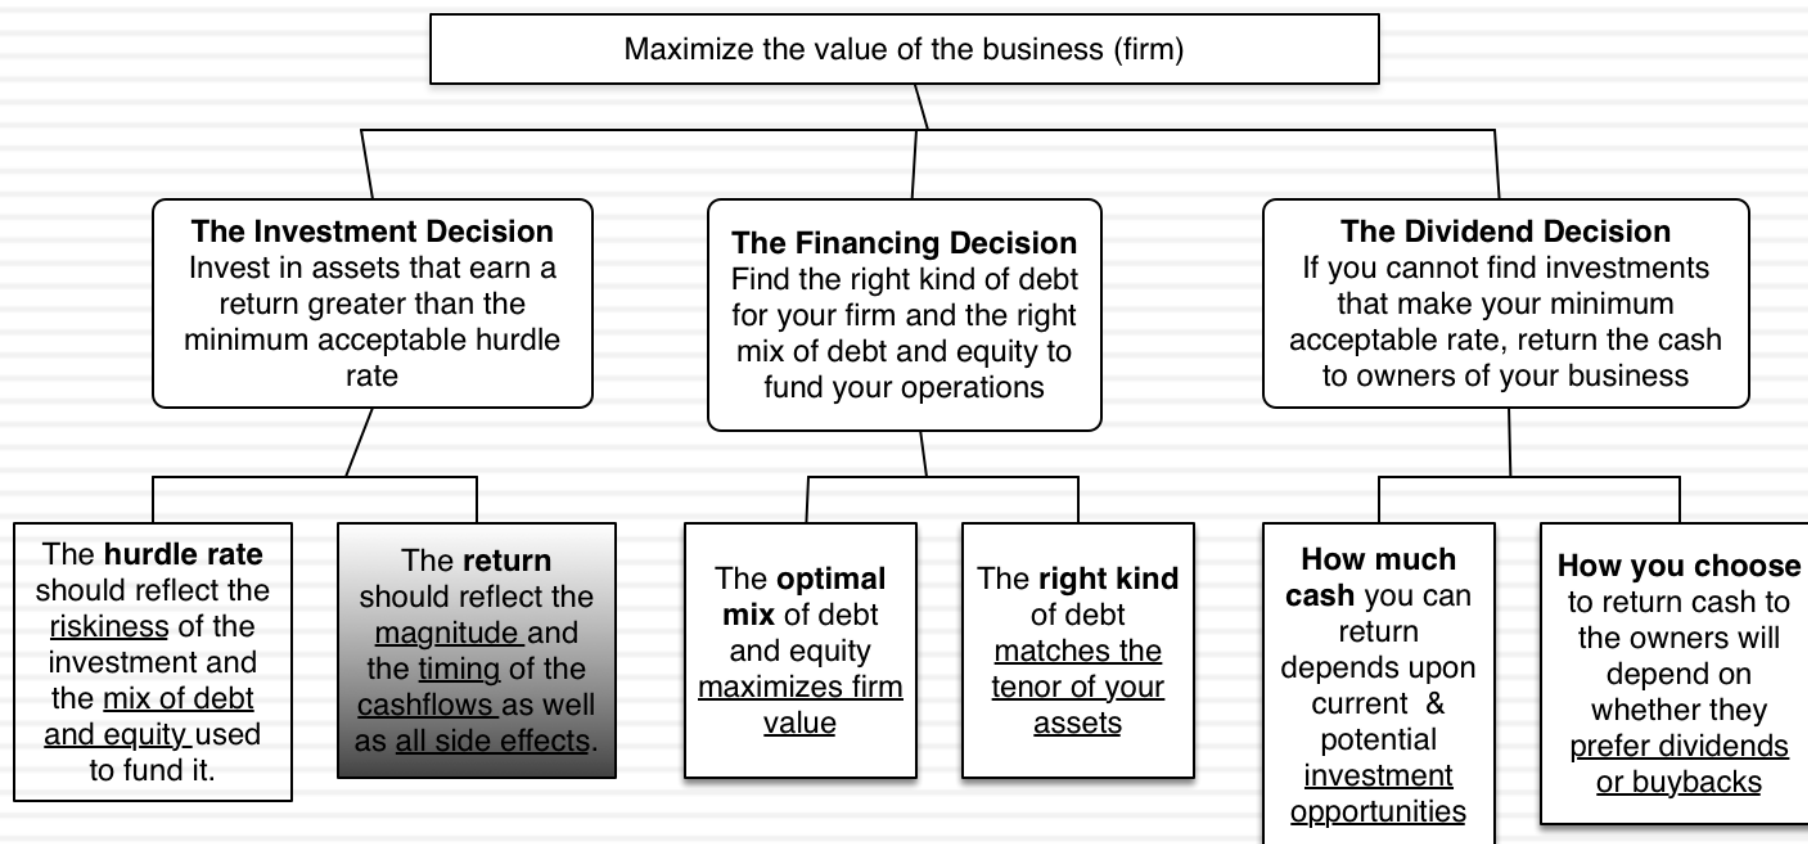 Maximize the value of the business (firm)
The Investment Decision
Invest in assets that earn a
return greater than the
minimum acceptable hurdle
rate
The Financing Decision
Find the right kind of debt
for your firm and the right
mix of debt and equity to
fund your operations
The Dividend Decision
If you cannot find investments
that make your minimum
acceptable rate, return the cash
to owners of your business
The hurdle rate
should reflect the
riskiness of the
investment and
the mix of debt
and equity used
to fund it.
The return
should reflect the
magnitude and
the timing of the
cashflows as well
as all side effects.
The optimal
mix of debt
and equity
maximizes firm
value
The right kind
of debt
matches the
tenor of your
assets
How much
cash you can
return
depends upon
current &
potential
investment
opportunities
How you choose
to return cash to
the owners will
depend on
whether they
prefer dividends
or buybacks